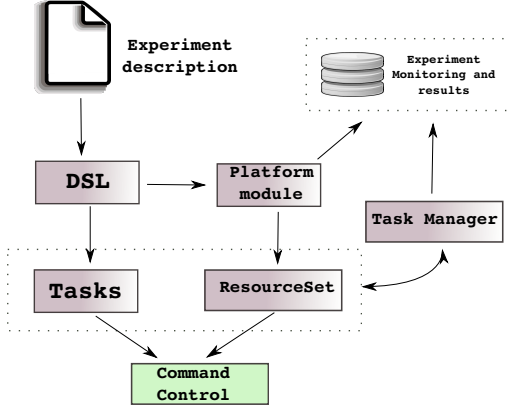 Experiment
description
Experiment
Monitoring and
results
DSL
Platform
module
Task Manager
Tasks
ResourceSet
Command
Control